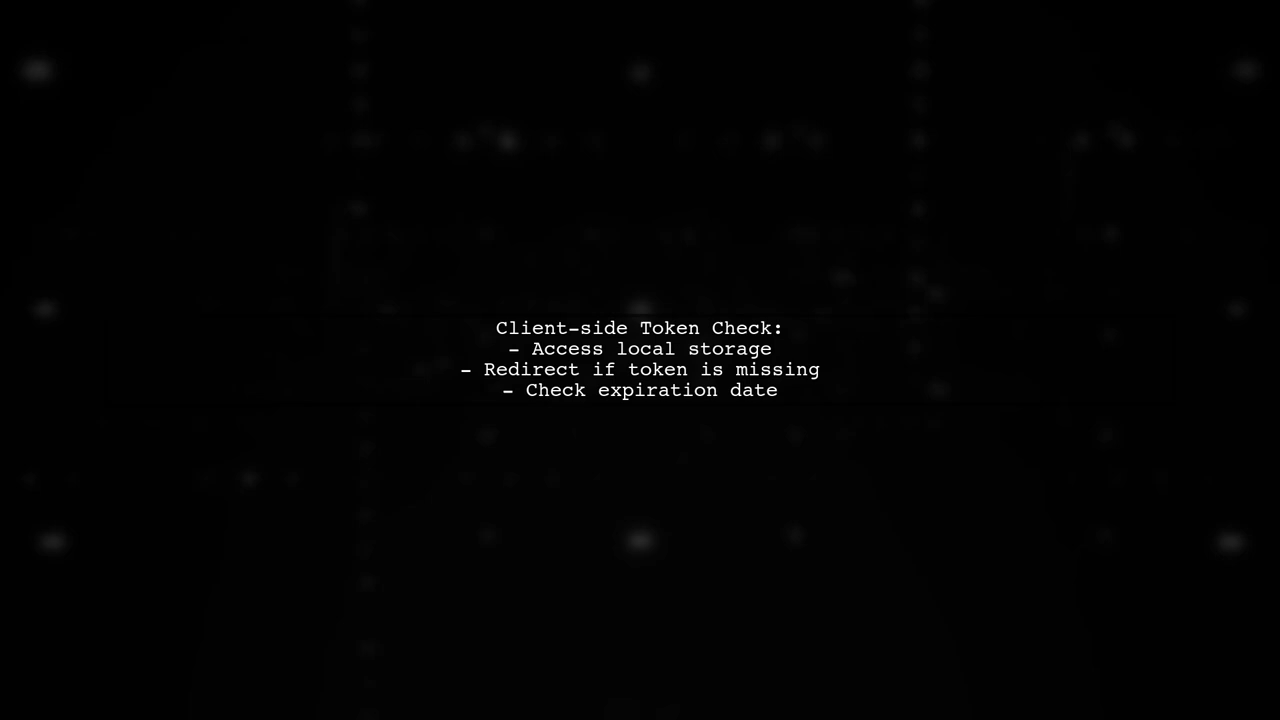 Client-side Token Check:
- Access local storage
- Redirect if token is missing
- Check expiration date